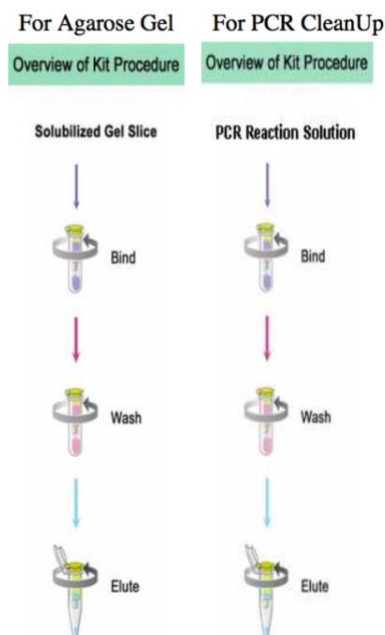 For Agarose Gel
Overview of Kit Procedure
Solubilized Gel Slice
Bind
Wash
Elute
For PCR CleanUp
Overview of Kit Procedure
PCR Reaction Solution
Bind
Wash
Elute